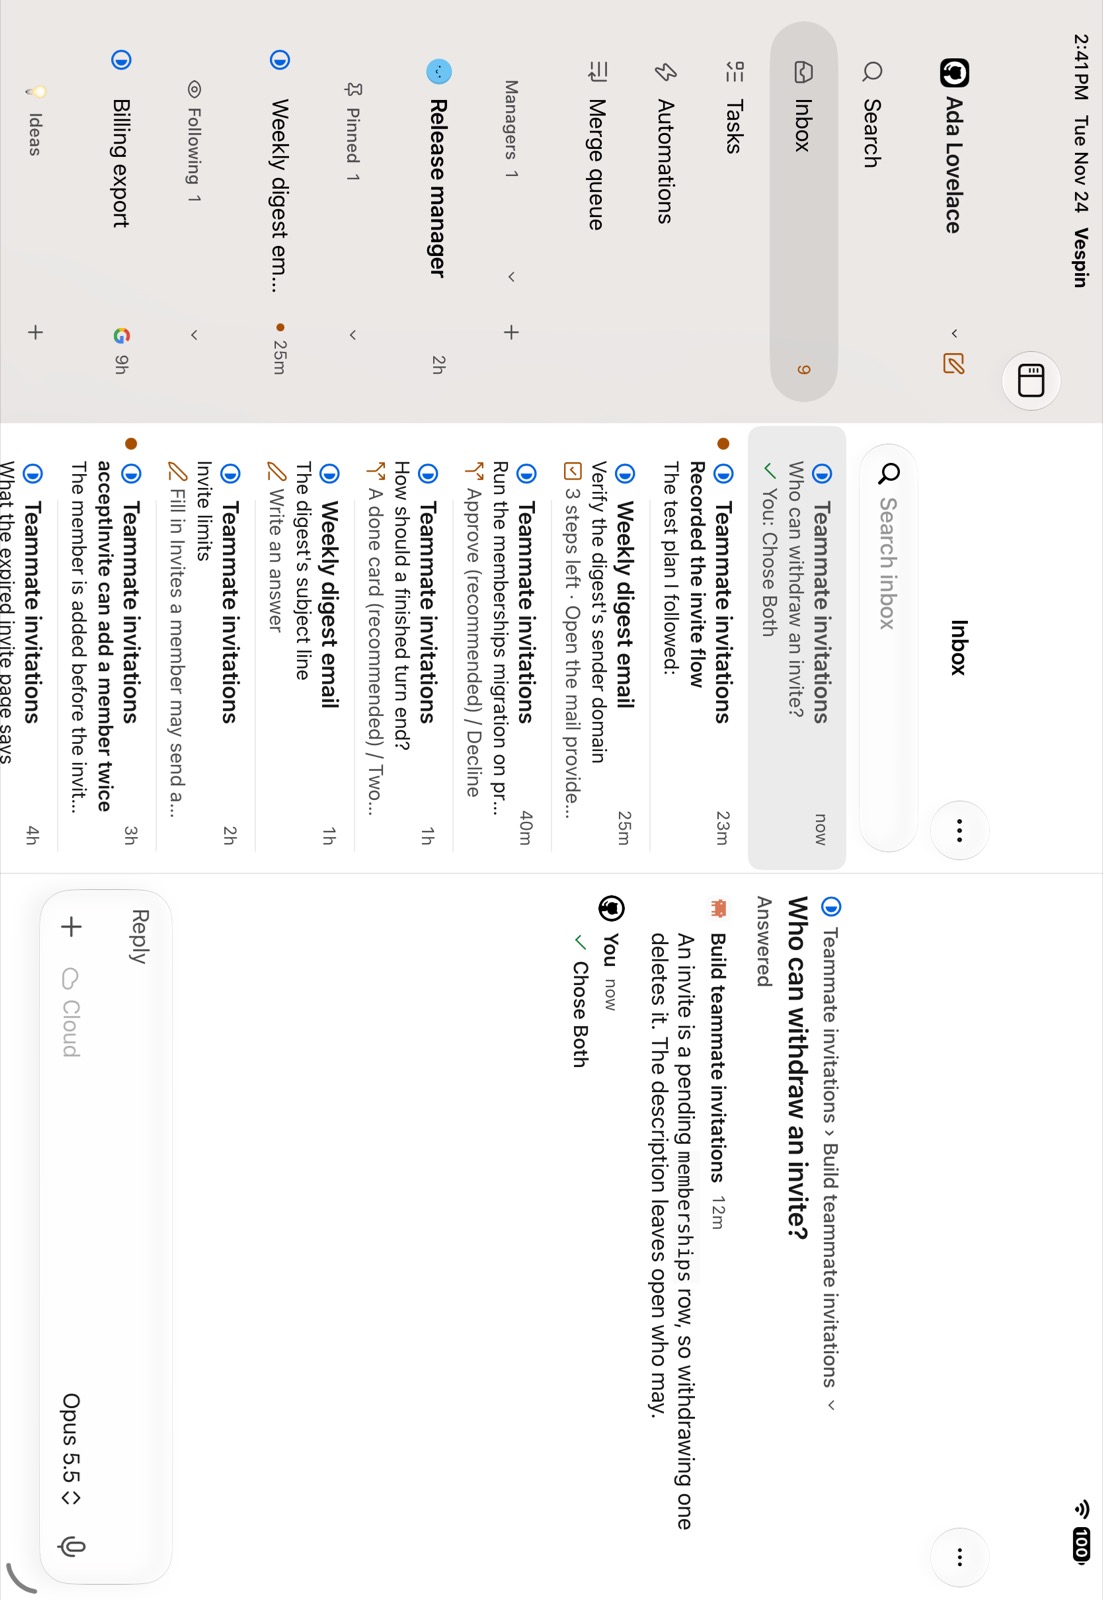 2:41 PM Tue Nov 24 Vespin
100
Ada Lovelace
Search
Inbox 9
Tasks
Automations
Merge queue
Managers 1
Release manager 2h
Pinned 1
Weekly digest em... 25m
Following 1
Billing export 9h
Ideas
Inbox
Search inbox
Teammate invitations now
Who can withdraw an invite?
You: Chose Both
Teammate invitations 23m
Recorded the invite flow
The test plan I followed:
Weekly digest email 25m
Verify the digest's sender domain
3 steps left · Open the mail provide...
Teammate invitations 40m
Run the memberships migration on pr...
Approve (recommended) / Decline
Teammate invitations 1h
How should a finished turn end?
A done card (recommended) / Two...
Weekly digest email 1h
The digest's subject line
Write an answer
Teammate invitations 2h
Invite limits
Fill in Invites a member may send a...
Teammate invitations 3h
acceptInvite can add a member twice
The member is added before the invit...
Teammate invitations 4h
What the expired invite page says
Teammate invitations › Build teammate invitations
Who can withdraw an invite?
Answered
Build teammate invitations 12m
An invite is a pending memberships row, so withdrawing one
deletes it. The description leaves open who may.
You now
Chose Both
Reply
Cloud
Opus 5.5